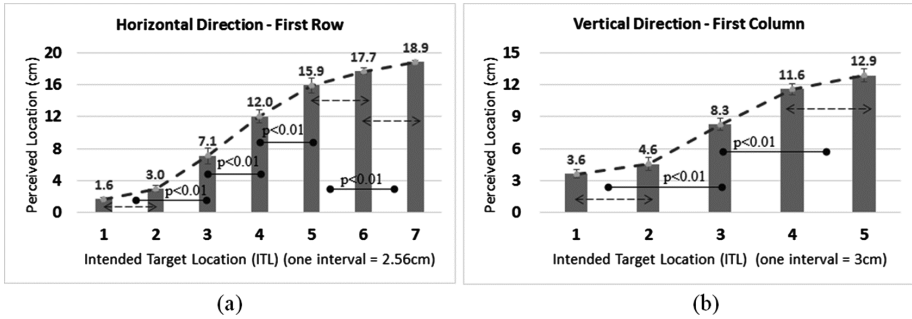 Horizontal Direction - First Row
Perceived Location (cm)
20
16
12
8
4
0
1.6
3.0
7.1
12.0
15.9
17.7
18.9
p<0.01
p<0.01
p<0.01
p<0.01
1 2 3 4 5 6 7
Intended Target Location (ITL) (one interval = 2.56cm)
(a)
Vertical Direction - First Column
Perceived Location (cm)
15
12
9
6
3
0
3.6
4.6
8.3
11.6
12.9
p<0.01
p<0.01
1 2 3 4 5
Intended Target Location (ITL) (one interval = 3cm)
(b)